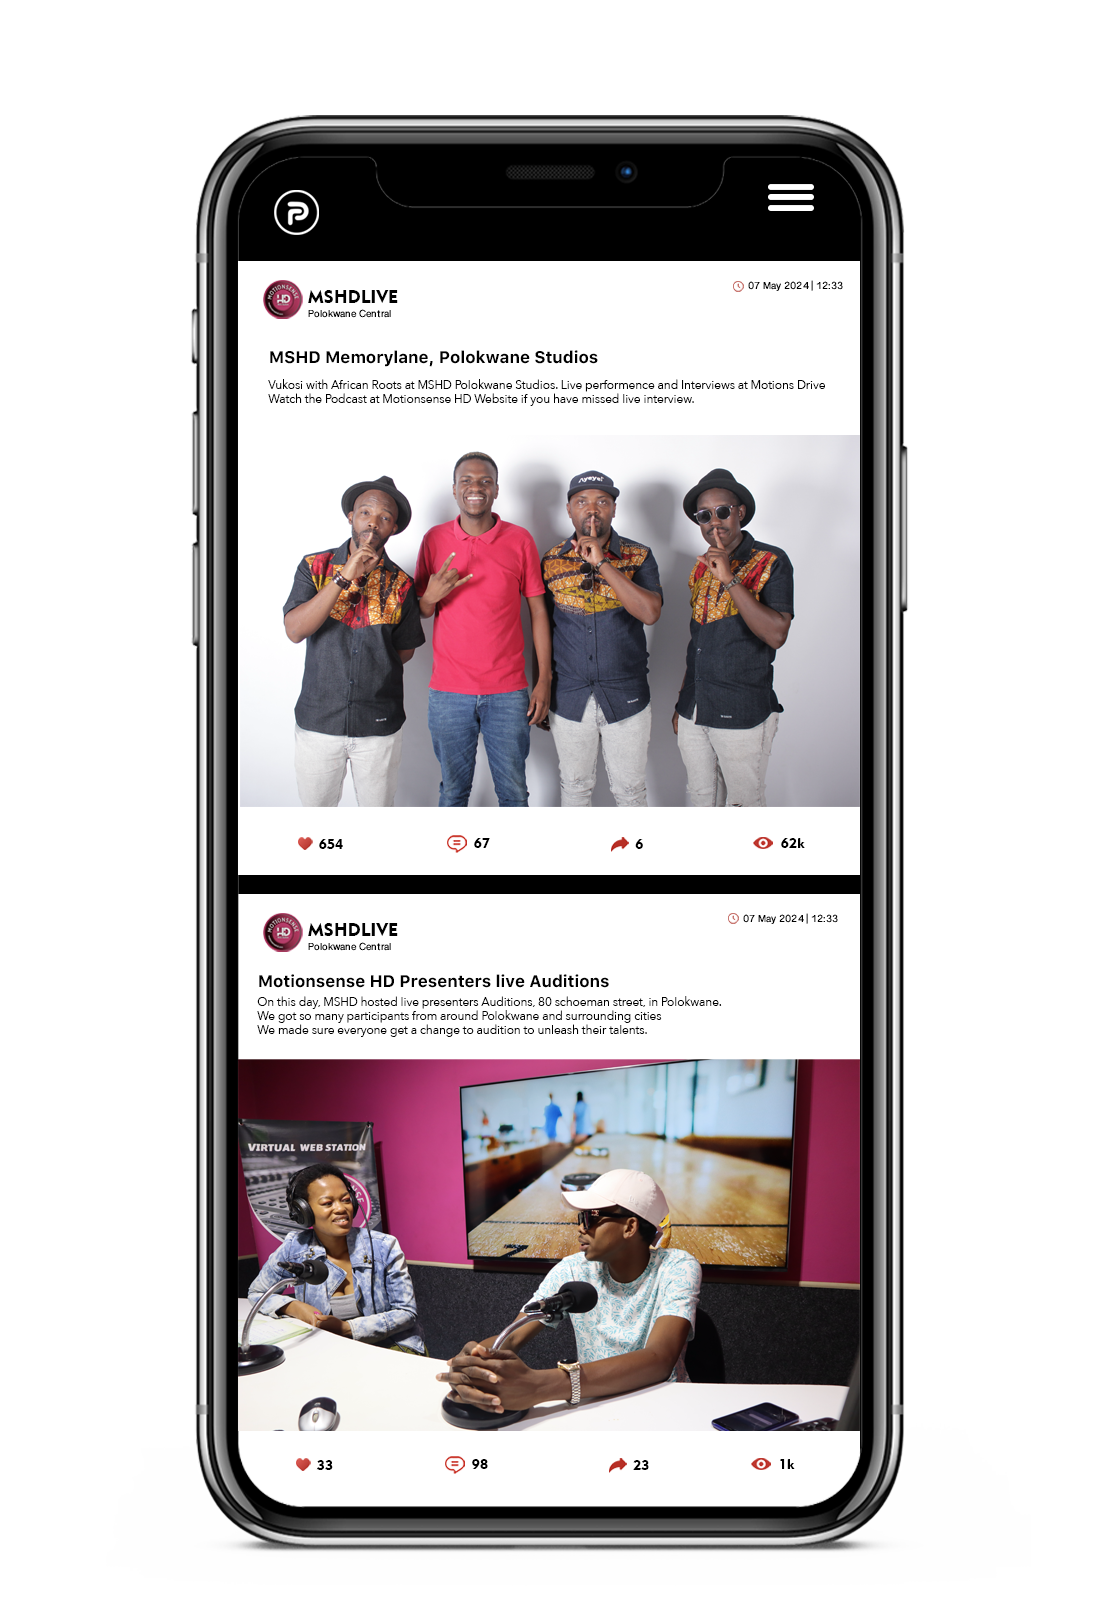 MOTIONSENSE
HD
MSHDLIVE
Polokwane Central
07 May 2024| 12:33
MSHD Memorylane, Polokwane Studios
Vukosi with African Roots at MSHD Polokwane Studios. Live performence and Interviews at Motions Drive
Watch the Podcast at Motionsense HD Website if you have missed live interview.
Ayeye!
654
67
6
62k
MOTIONSENSE
HD
MSHDLIVE
Polokwane Central
07 May 2024| 12:33
Motionsense HD Presenters live Auditions
On this day, MSHD hosted live presenters Auditions, 80 schoeman street, in Polokwane.
We got so many participants from around Polokwane and surrounding cities
We made sure everyone get a change to audition to unleash their talents.
VIRTUAL WEB STATION
33
98
23
1k